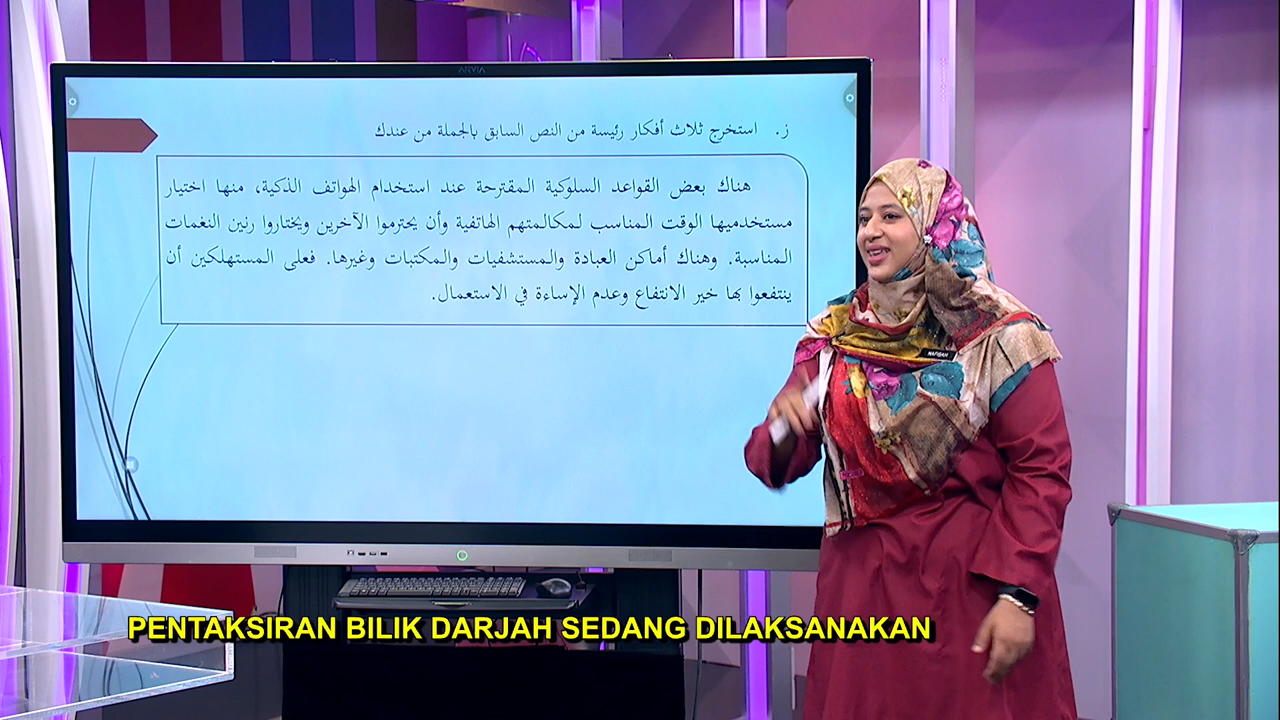 ARVIA
ز. استخرج ثلاث أفكار رئيسة من النص السابق بالجملة من عندك
هناك بعض القواعد السلوكية المقترحة عند استخدام الهواتف الذكية، منها اختيار
مستخدميها الوقت المناسب لمكالمتهم الهاتفية وأن يحترموا الآخرين ويختاروا رنين النغمات
المناسبة. وهناك أماكن العبادة والمستشفيات والمكتبات وغيرها. فعلى المستهلكين أن
ينتفعوا بها خير الانتفاع وعدم الإساءة في الاستعمال.
NAFISAH
PENTAKSIRAN BILIK DARJAH SEDANG DILAKSANAKAN